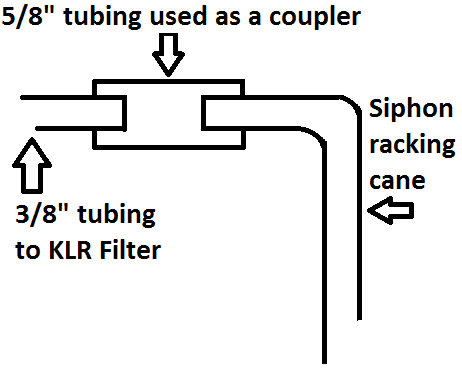 5/8" tubing used as a coupler
Siphon
racking
cane
3/8" tubing
to KLR Filter